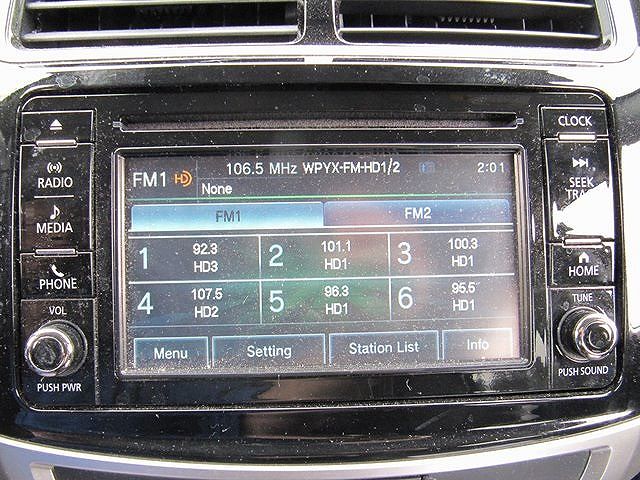 CLOCK
RADIO
MEDIA
PHONE
VOL
PUSH PWR
FM1 HD
106.5 MHz WPYX-FM-HD1/2
2:01
None
FM1
FM2
1 92.3 HD3
2 101.1 HD1
3 100.3 HD1
4 107.5 HD2
5 96.3 HD1
6 95.5 HD1
Menu
Setting
Station List
Info
SEEK
HOME
TUNE
PUSH SOUND